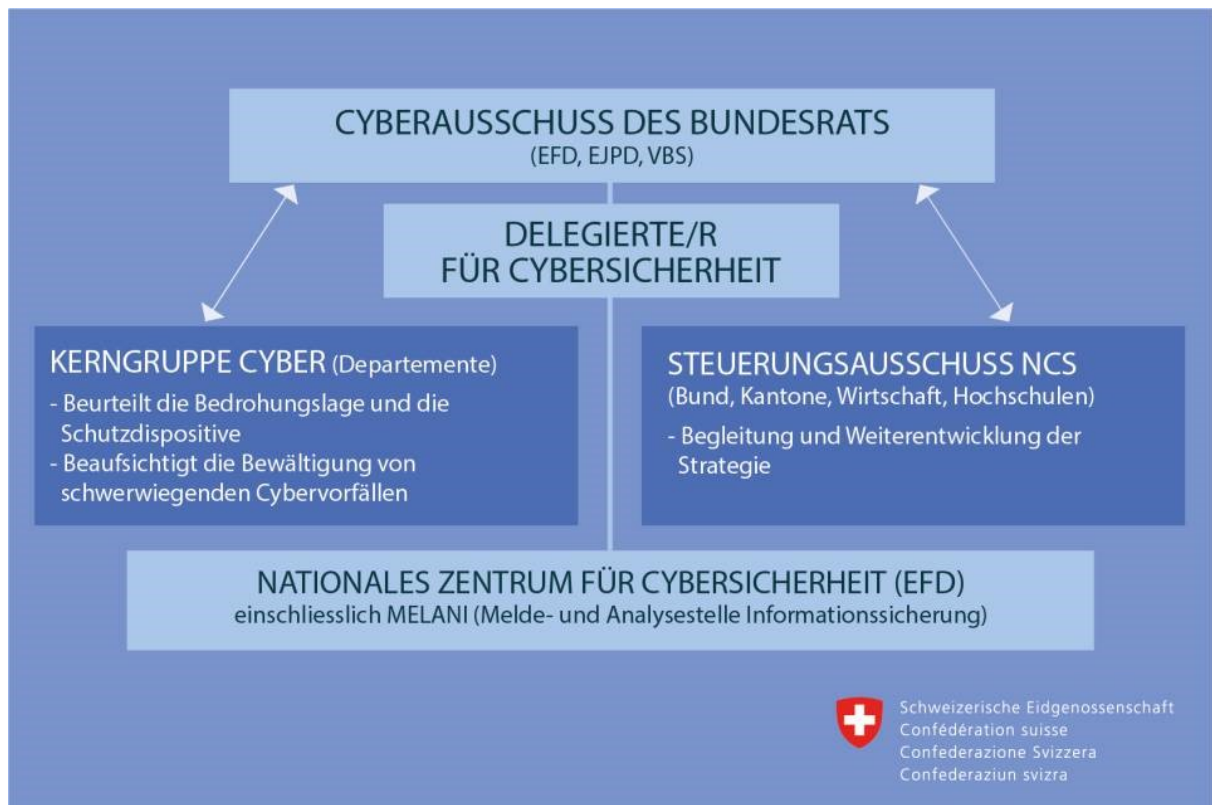 CYBERAUSSCHUSS DES BUNDESRATS
(EFD, EJPD, VBS)
DELEGIERTE/R
FÜR CYBERSICHERHEIT
KERNGRUPPE CYBER (Departemente)
- Beurteilt die Bedrohungslage und die
Schutzdispositive
- Beaufsichtigt die Bewältigung von
schwerwiegenden Cybervorfällen
STEUERUNGSAUSSCHUSS NCS
(Bund, Kantone, Wirtschaft, Hochschulen)
- Begleitung und Weiterentwicklung der
Strategie
NATIONALES ZENTRUM FÜR CYBERSICHERHEIT (EFD)
einschliesslich MELANI (Melde- und Analysestelle Informationssicherung)
Schweizerische Eidgenossenschaft
Confédération suisse
Confederazione Svizzera
Confederaziun svizra